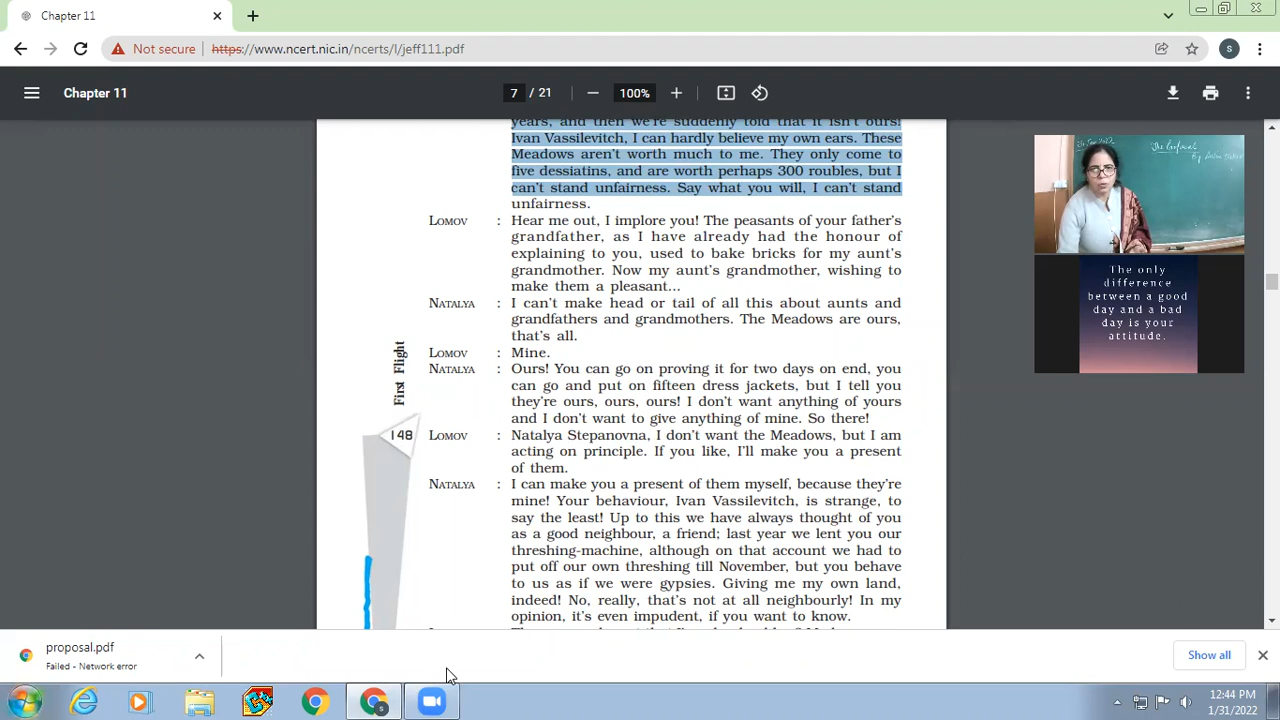 Chapter 11
Not secure https://www.ncert.nic.in/ncerts/l/jeff111.pdf
S
Chapter 11
7 / 21
100%
years, and then we're suddenly told that it isn't ours!
Ivan Vassilevitch, I can hardly believe my own ears. These
Meadows aren't worth much to me. They only come to
five dessiatins, and are worth perhaps 300 roubles, but I
can't stand unfairness. Say what you will, I can't stand
unfairness.
LOMOV : Hear me out, I implore you! The peasants of your father's
grandfather, as I have already had the honour of
explaining to you, used to bake bricks for my aunt's
grandmother. Now my aunt's grandmother, wishing to
make them a pleasant...
NATALYA : I can't make head or tail of all this about aunts and
grandfathers and grandmothers. The Meadows are ours,
that's all.
LOMOV : Mine.
NATALYA : Ours! You can go on proving it for two days on end, you
can go and put on fifteen dress jackets, but I tell you
they're ours, ours, ours! I don't want anything of yours
and I don't want to give anything of mine. So there!
LOMOV : Natalya Stepanovna, I don't want the Meadows, but I am
acting on principle. If you like, I'll make you a present
of them.
NATALYA : I can make you a present of them myself, because they're
mine! Your behaviour, Ivan Vassilevitch, is strange, to
say the least! Up to this we have always thought of you
as a good neighbour, a friend; last year we lent you our
threshing-machine, although on that account we had to
put off our own threshing till November, but you behave
to us as if we were gypsies. Giving me my own land,
indeed! No, really, that's not at all neighbourly! In my
opinion, it's even impudent, if you want to know.
First Flight
148
The Proposal
The only
difference
between a good
day and a bad
day is your
attitude.
proposal.pdf
Failed - Network error
Show all
S
12:44 PM
1/31/2022